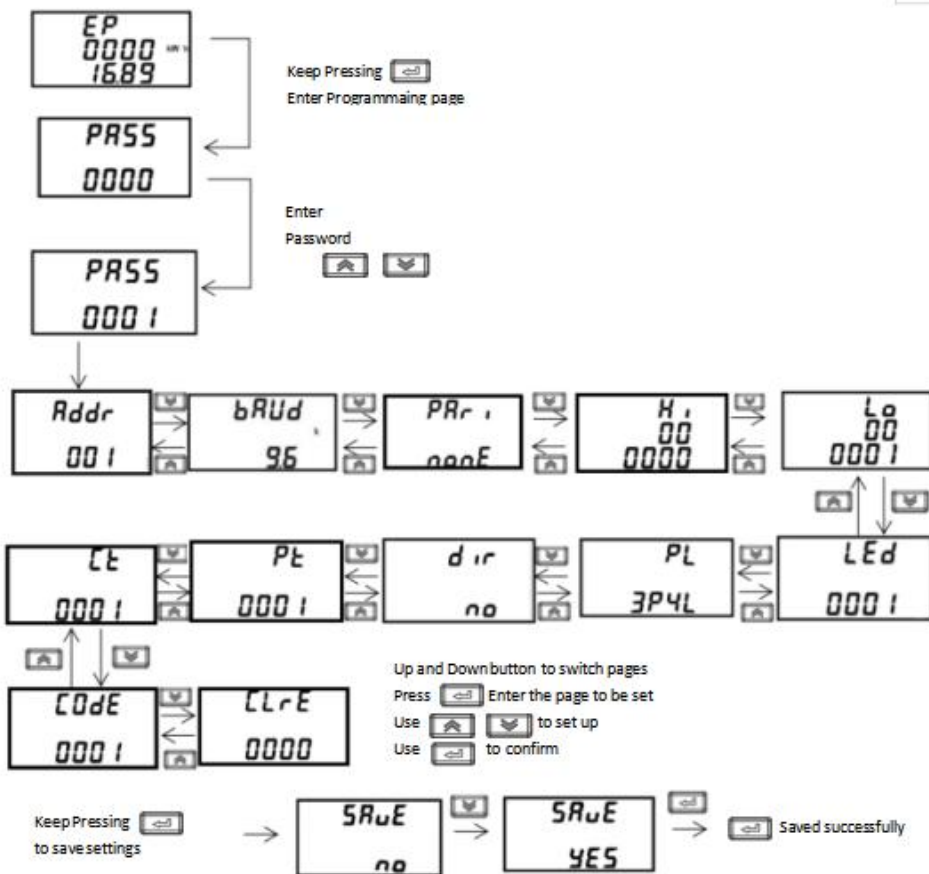 EP
0000
16.89
Keep Pressing
Enter Programmaing page
PASS
0000
Enter
Password
PASS
0001
Addr
001
bAUd
9.6
PAri
nonE
Hi
00
0000
Lo
00
0001
Ct
0001
Pt
0001
dir
no
PL
3P4L
LEd
0001
COdE
0001
CLrE
0000
Up and Down button to switch pages
Press Enter the page to be set
Use to set up
Use to confirm
Keep Pressing
to save settings
SAvE
no
SAvE
YES
Saved successfully